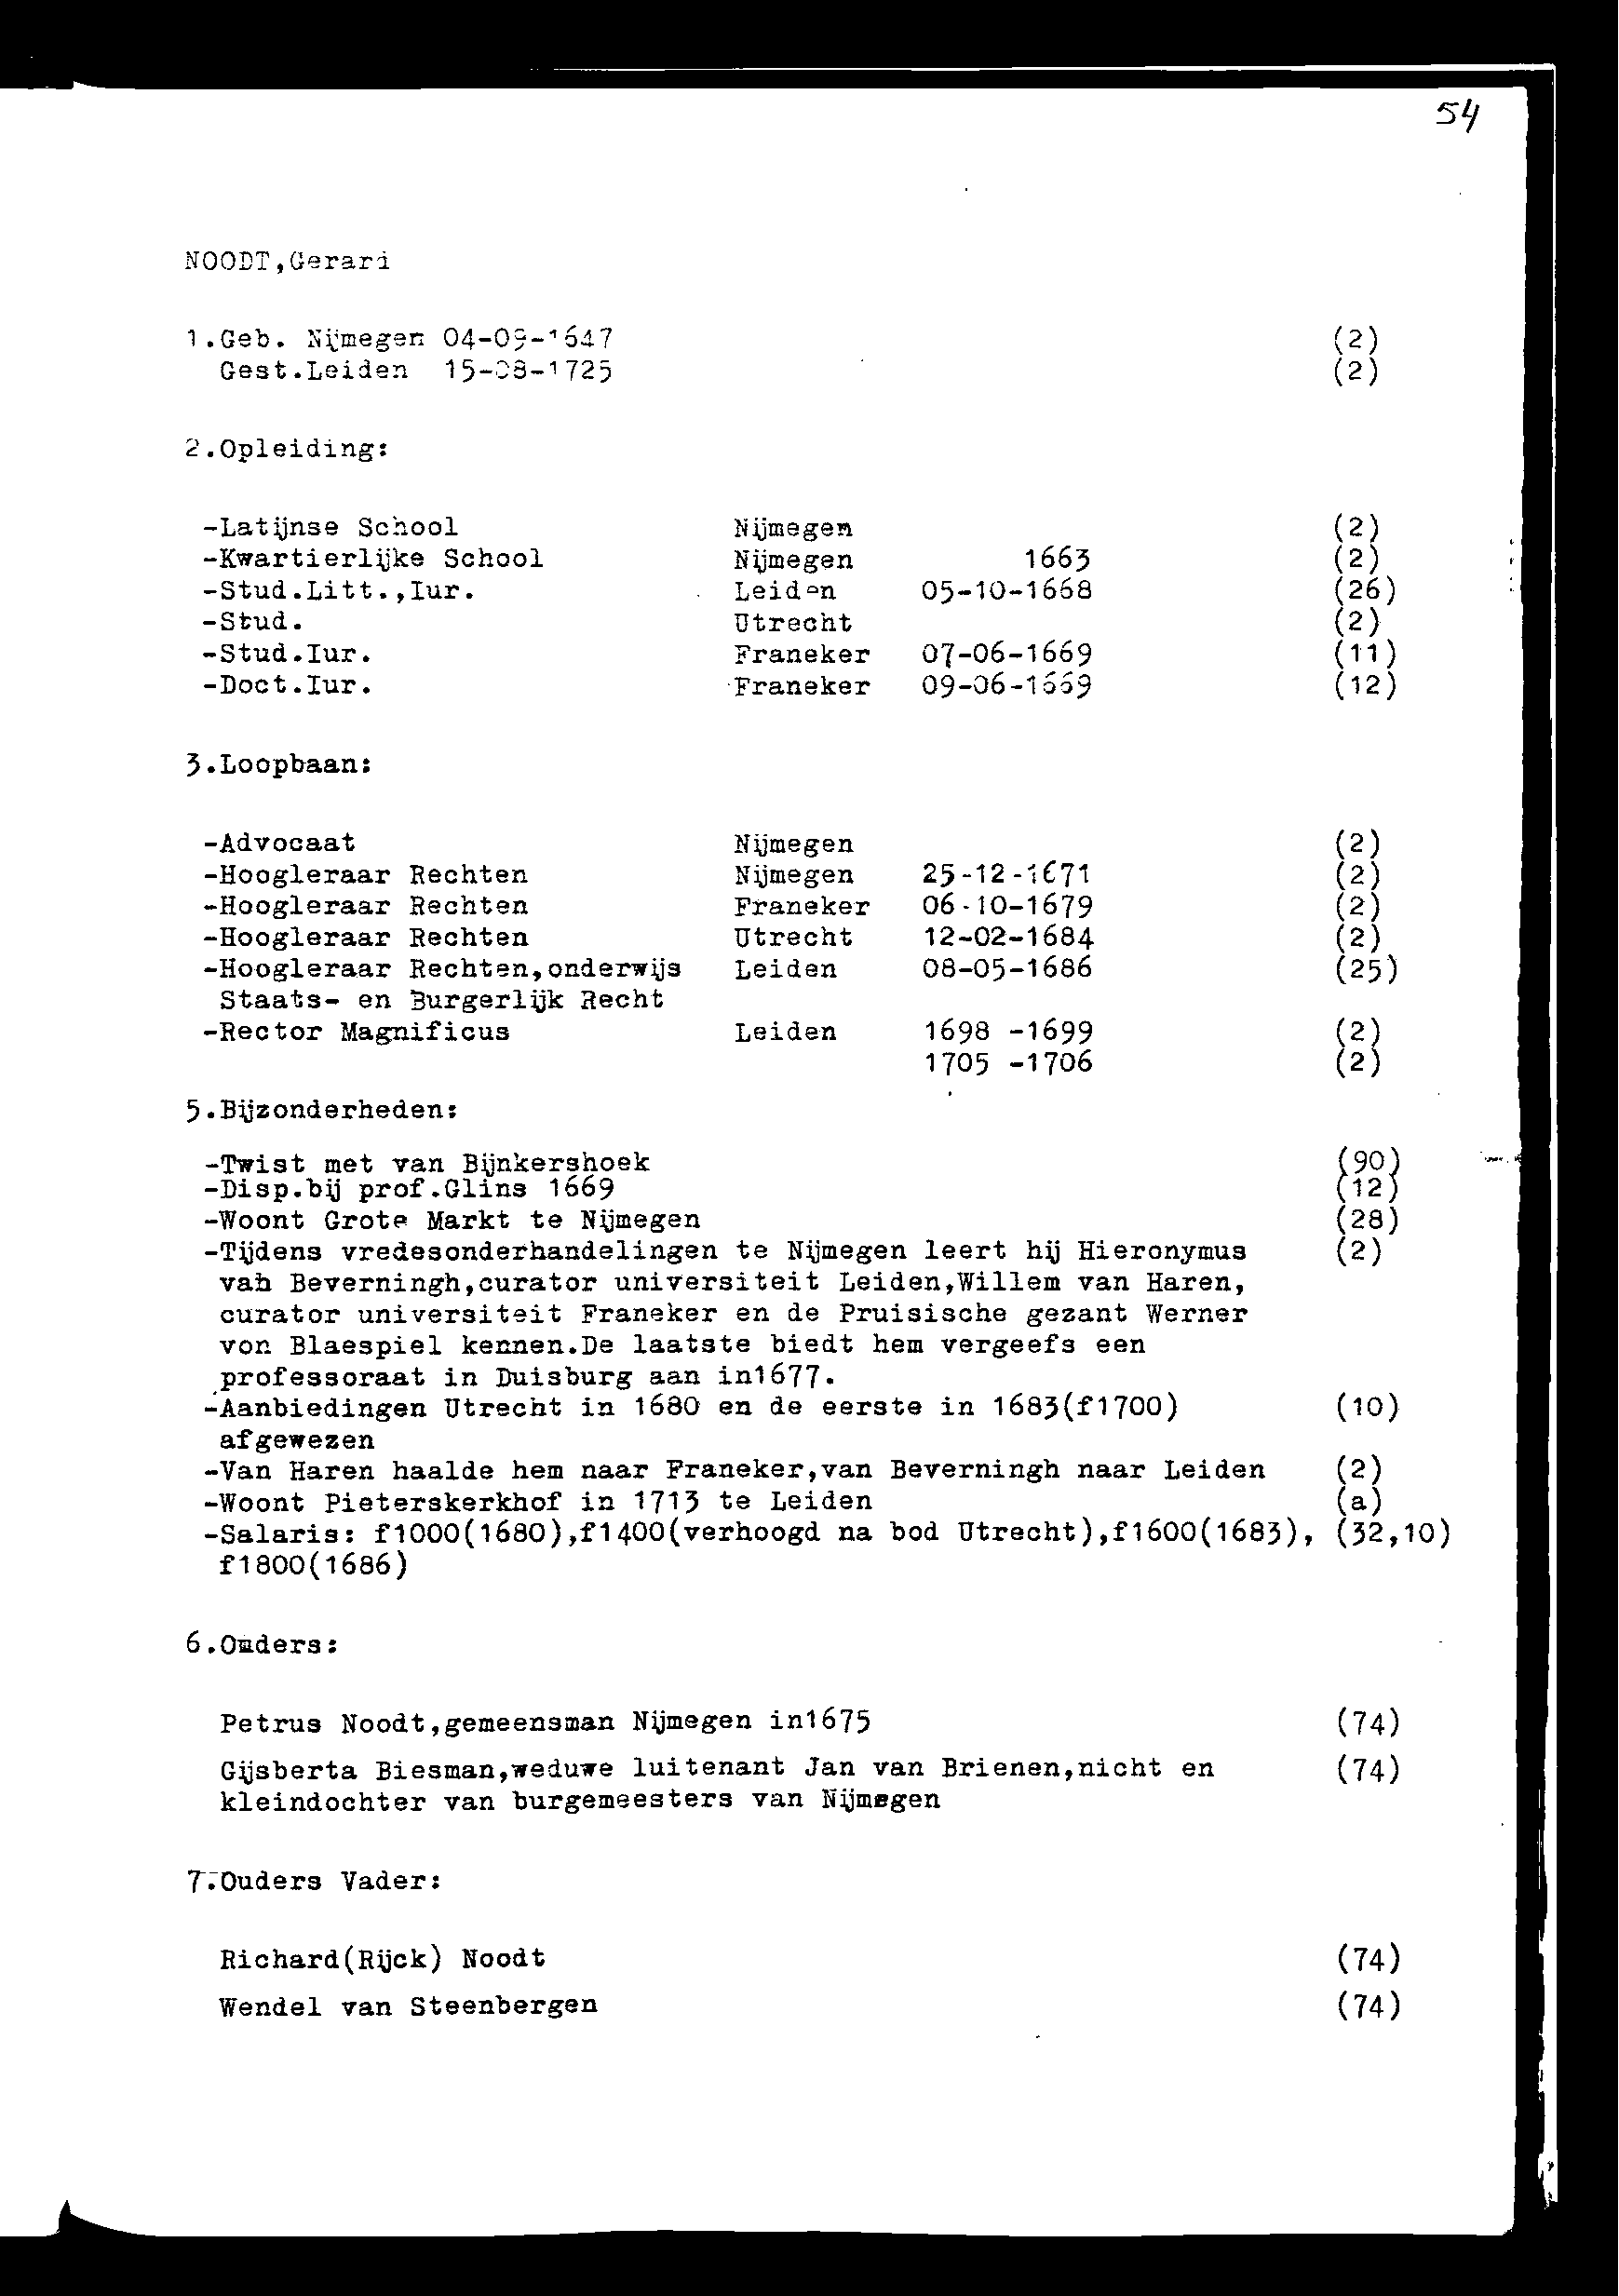 54
NOODT,Gerard
1.Geb. Nijmegen 04-09-1647 (2)
Gest.Leiden 15-08-1725 (2)
2.Opleiding:
-Latijnse School Nijmegen (2)
-Kwartierlijke School Nijmegen 1663 (2)
-Stud.Litt.,Iur. Leiden 05-10-1668 (26)
-Stud. Utrecht (2)
-Stud.Iur. Franeker 07-06-1669 (11)
-Doct.Iur. Franeker 09-06-1669 (12)
3.Loopbaan:
-Advocaat Nijmegen (2)
-Hoogleraar Rechten Nijmegen 25-12-1671 (2)
-Hoogleraar Rechten Franeker 06-10-1679 (2)
-Hoogleraar Rechten Utrecht 12-02-1684 (2)
-Hoogleraar Rechten,onderwijs Leiden 08-05-1686 (25)
Staats- en Burgerlijk Recht
-Rector Magnificus Leiden 1698 -1699 (2)
1705 -1706 (2)
5.Bijzonderheden:
-Twist met van Bijnkershoek (90)
-Disp.bij prof.Glins 1669 (12)
-Woont Grote Markt te Nijmegen (28)
-Tijdens vredesonderhandelingen te Nijmegen leert hij Hieronymus (2)
vah Beverningh,curator universiteit Leiden,Willem van Haren,
curator universiteit Franeker en de Pruisische gezant Werner
von Blaespiel kennen.De laatste biedt hem vergeefs een
professoraat in Duisburg aan in1677.
-Aanbiedingen Utrecht in 1680 en de eerste in 1683(f1700) (10)
afgewezen
-Van Haren haalde hem naar Franeker,van Beverningh naar Leiden (2)
-Woont Pieterskerkhof in 1713 te Leiden (a)
-Salaris: f1000(1680),f1400(verhoogd na bod Utrecht),f1600(1683), (32,10)
f1800(1686)
6.Ouders:
Petrus Noodt,gemeensman Nijmegen in1675 (74)
Gijsberta Biesman,weduwe luitenant Jan van Brienen,nicht en (74)
kleindochter van burgemeesters van Nijmegen
7.Ouders Vader:
Richard(Rijck) Noodt (74)
Wendel van Steenbergen (74)